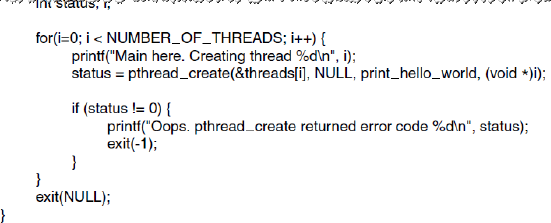 int status, i;
for(i=0; i < NUMBER_OF_THREADS; i++) {
printf("Main here. Creating thread %d\n", i);
status = pthread_create(&threads[i], NULL, print_hello_world, (void *)i);
if (status != 0) {
printf("Oops. pthread_create returned error code %d\n", status);
exit(-1);
}
}
exit(NULL);
}